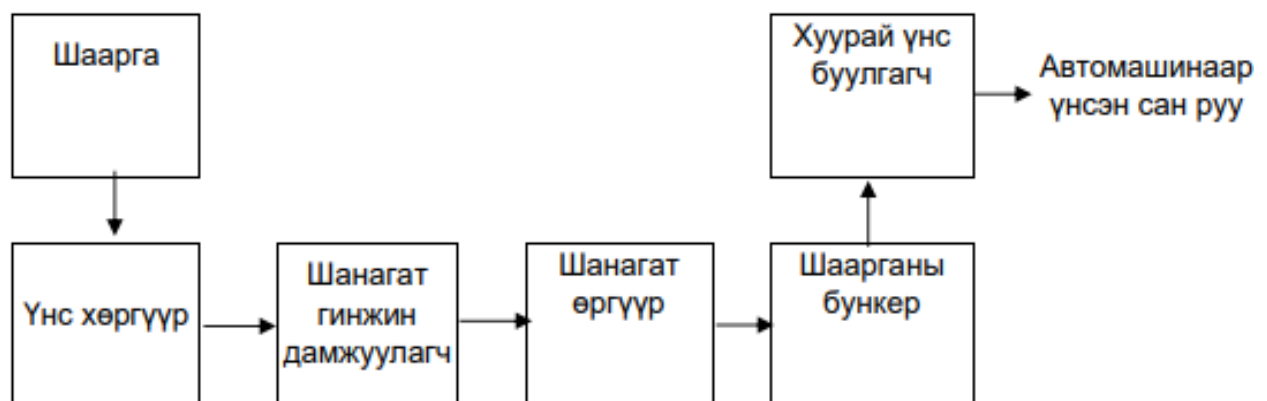 Шаарга
Үнс хөргүүр
Шанагат
гинжин
дамжуулагч
Шанагат
өргүүр
Шаарганы
бункер
Хуурай үнс
буулгагч
Автомашинаар
үнсэн сан руу